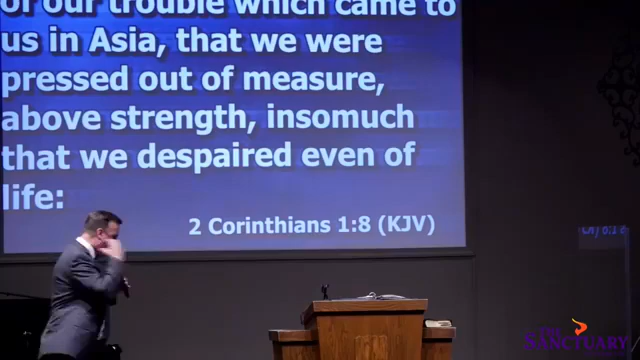 of our trouble which came to
us in Asia, that we were
pressed out of measure,
above strength, insomuch
that we despaired even of
life:
2 Corinthians 1:8 (KJV)
THE
SANCTUARY